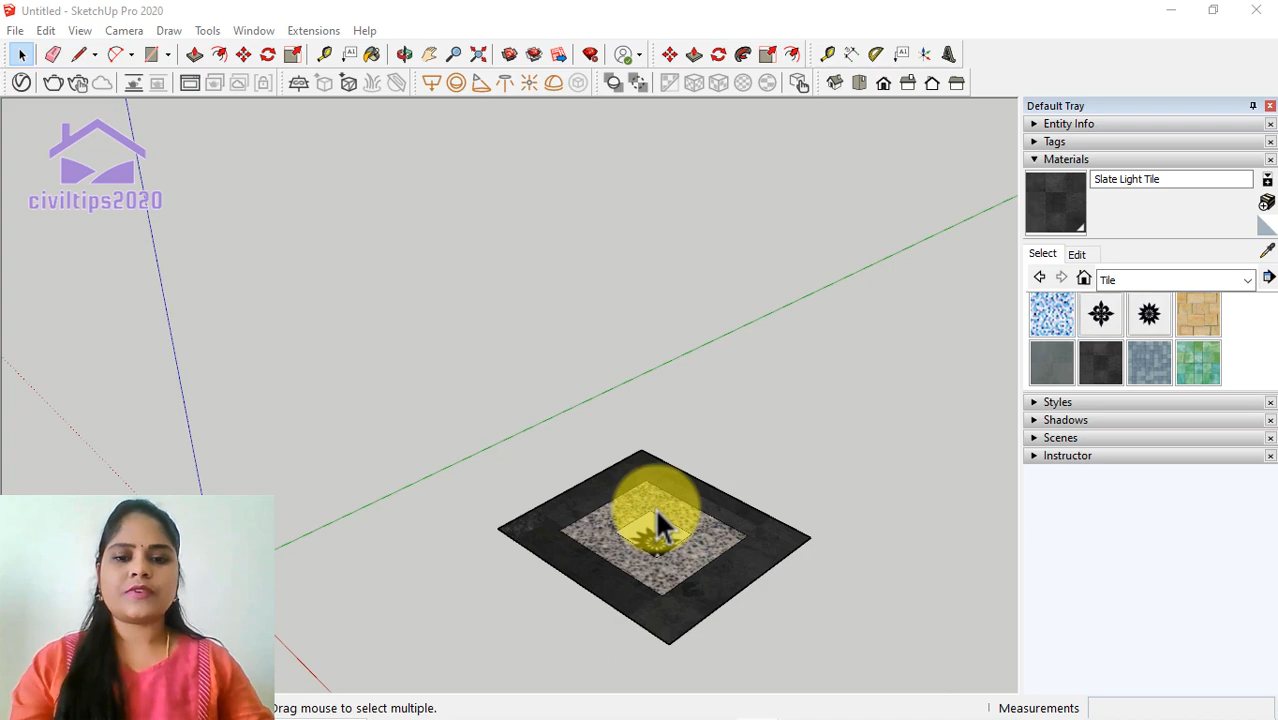 Untitled - SketchUp Pro 2020
File Edit View Camera Draw Tools Window Extensions Help
civiltips2020
Default Tray
Entity Info
Tags
Materials
Slate Light Tile
Select Edit
Tile
Styles
Shadows
Scenes
Instructor
Drag mouse to select multiple.
Measurements